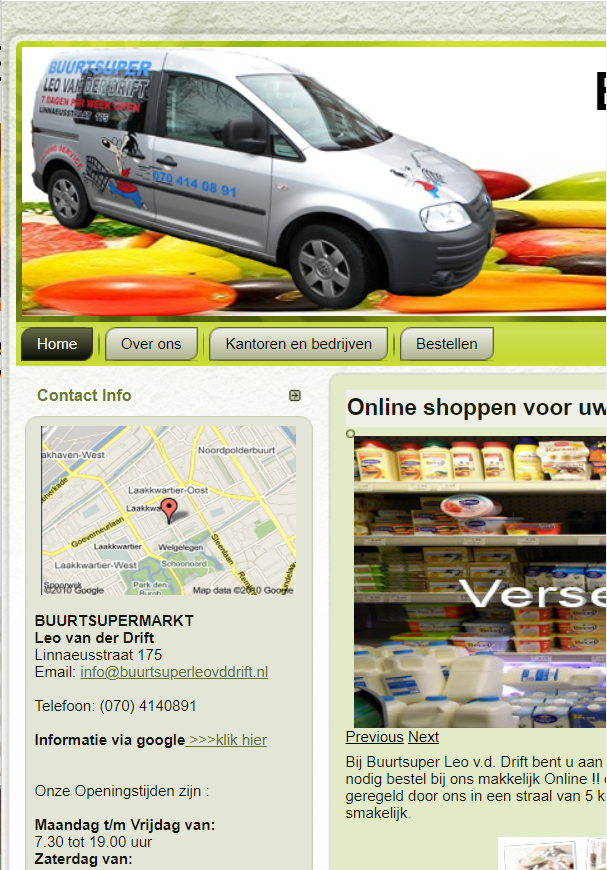 BUURTSUPER
LEO VAN DER DRIFT
7 DAGEN PER WEEK OPEN
LINNAEUSSTRAAT 175
070 414 08 91
Home
Over ons
Kantoren en bedrijven
Bestellen
Contact Info
akhaven-West
Noordpolderbuurt
Laakkwartier-Oost
Laakkw
Goeverneurlaan
Laakkwartier
Welgelegen
Schoonoord
Laakkwartier-West
Steenlaan
Spoorwijk
Park den
Burgh
©2010 Google
Map data ©2010 Google
BUURTSUPERMARKT
Leo van der Drift
Linnaeusstraat 175
Email: info@buurtsuperleovddrift.nl
Telefoon: (070) 4140891
Informatie via google >>>klik hier
Onze Openingstijden zijn :
Maandag t/m Vrijdag van:
7.30 tot 19.00 uur
Zaterdag van:
Online shoppen voor uw
Verse
Previous Next
Bij Buurtsuper Leo v.d. Drift bent u aan
nodig bestel bij ons makkelijk Online !!
geregeld door ons in een straal van 5 k
smakelijk.